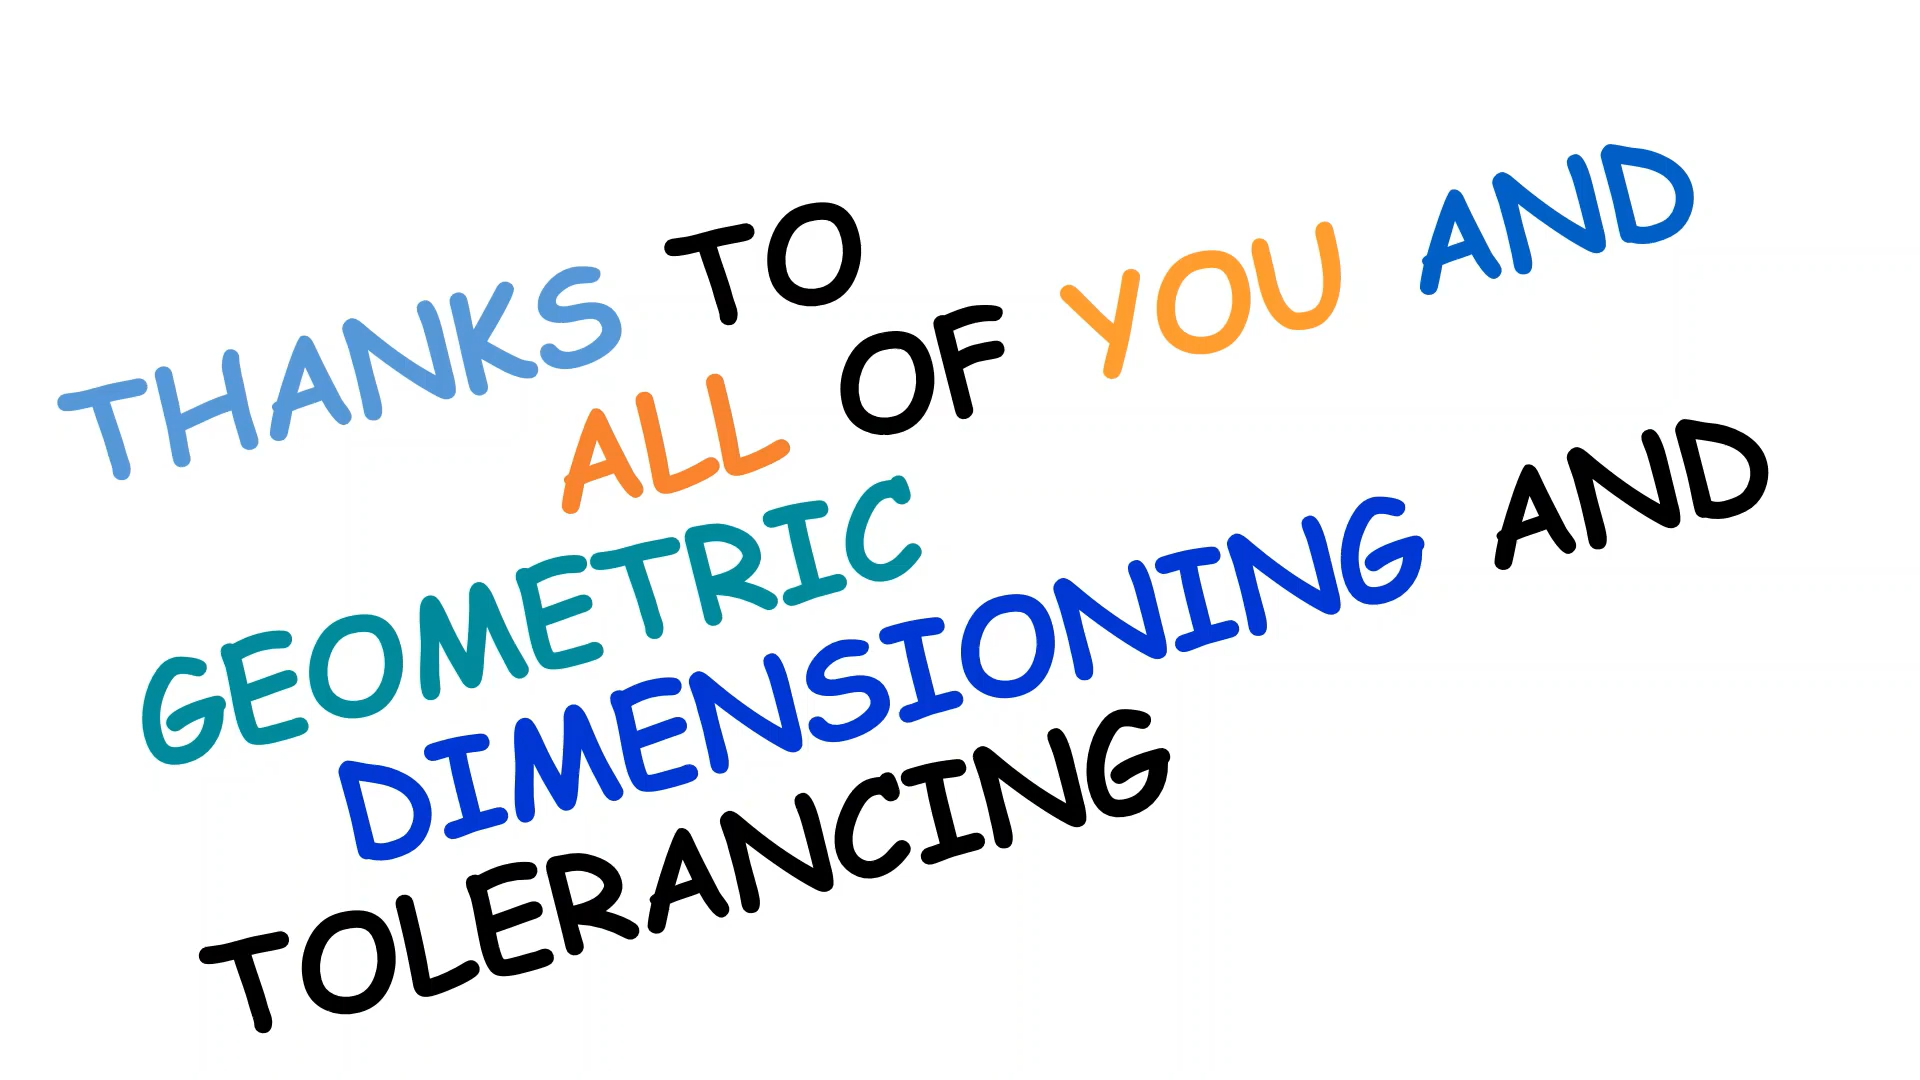 THANKS TO
ALL OF YOU AND
GEOMETRIC
DIMENSIONING AND
TOLERANCING